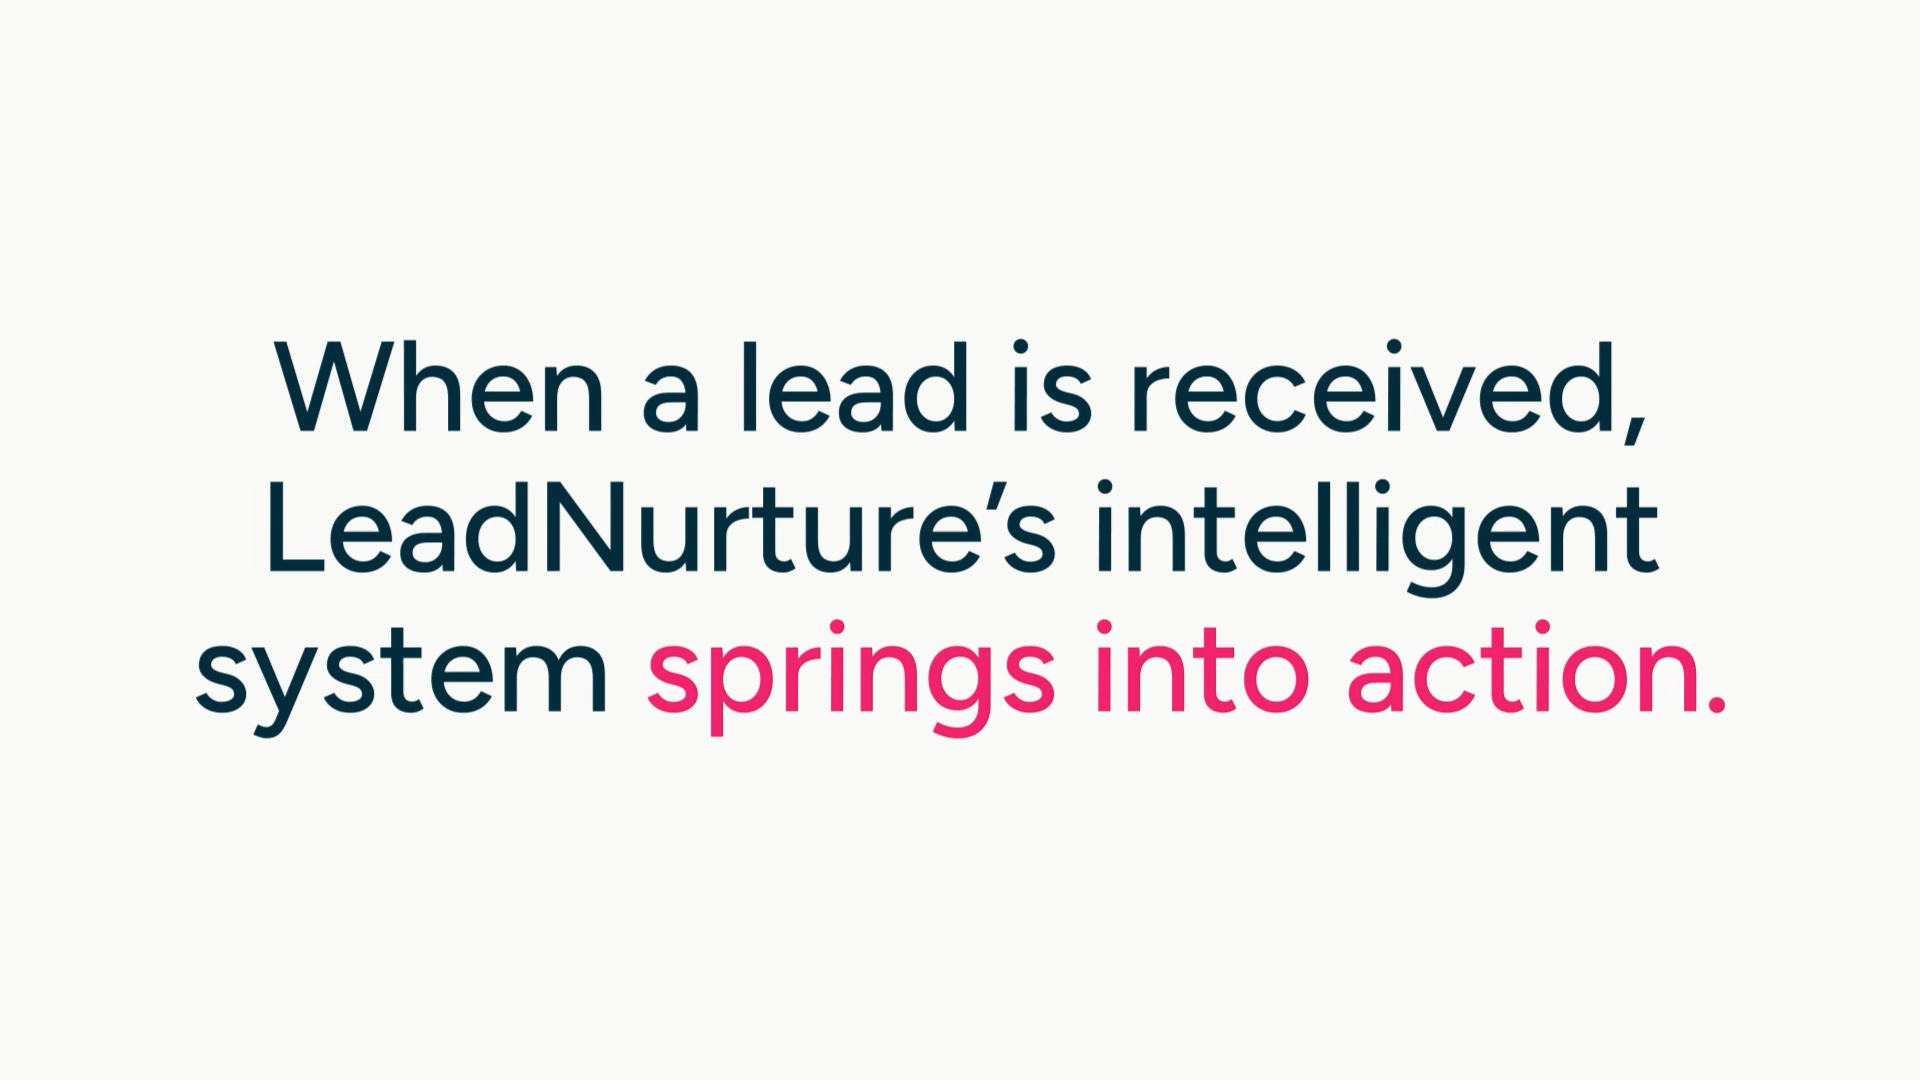 When a lead is received,
LeadNurture’s intelligent
system springs into action.